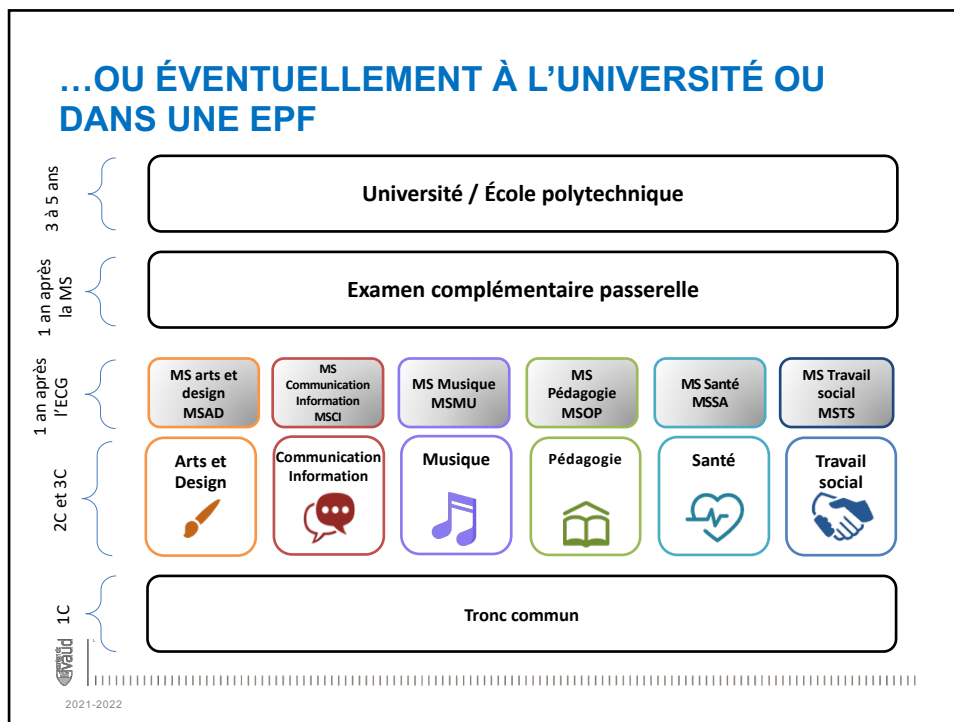 …OU ÉVENTUELLEMENT À L’UNIVERSITÉ OU
DANS UNE EPF
3 à 5 ans
Université / École polytechnique
1 an après
la MS
Examen complémentaire passerelle
1 an après
l’ECG
MS arts et
design
MSAD
MS
Communication
Information
MSCI
MS Musique
MSMU
MS
Pédagogie
MSOP
MS Santé
MSSA
MS Travail
social
MSTS
2C et 3C
Arts et
Design
Communication
Information
Musique
Pédagogie
Santé
Travail
social
1C
Tronc commun
vaud
2021-2022